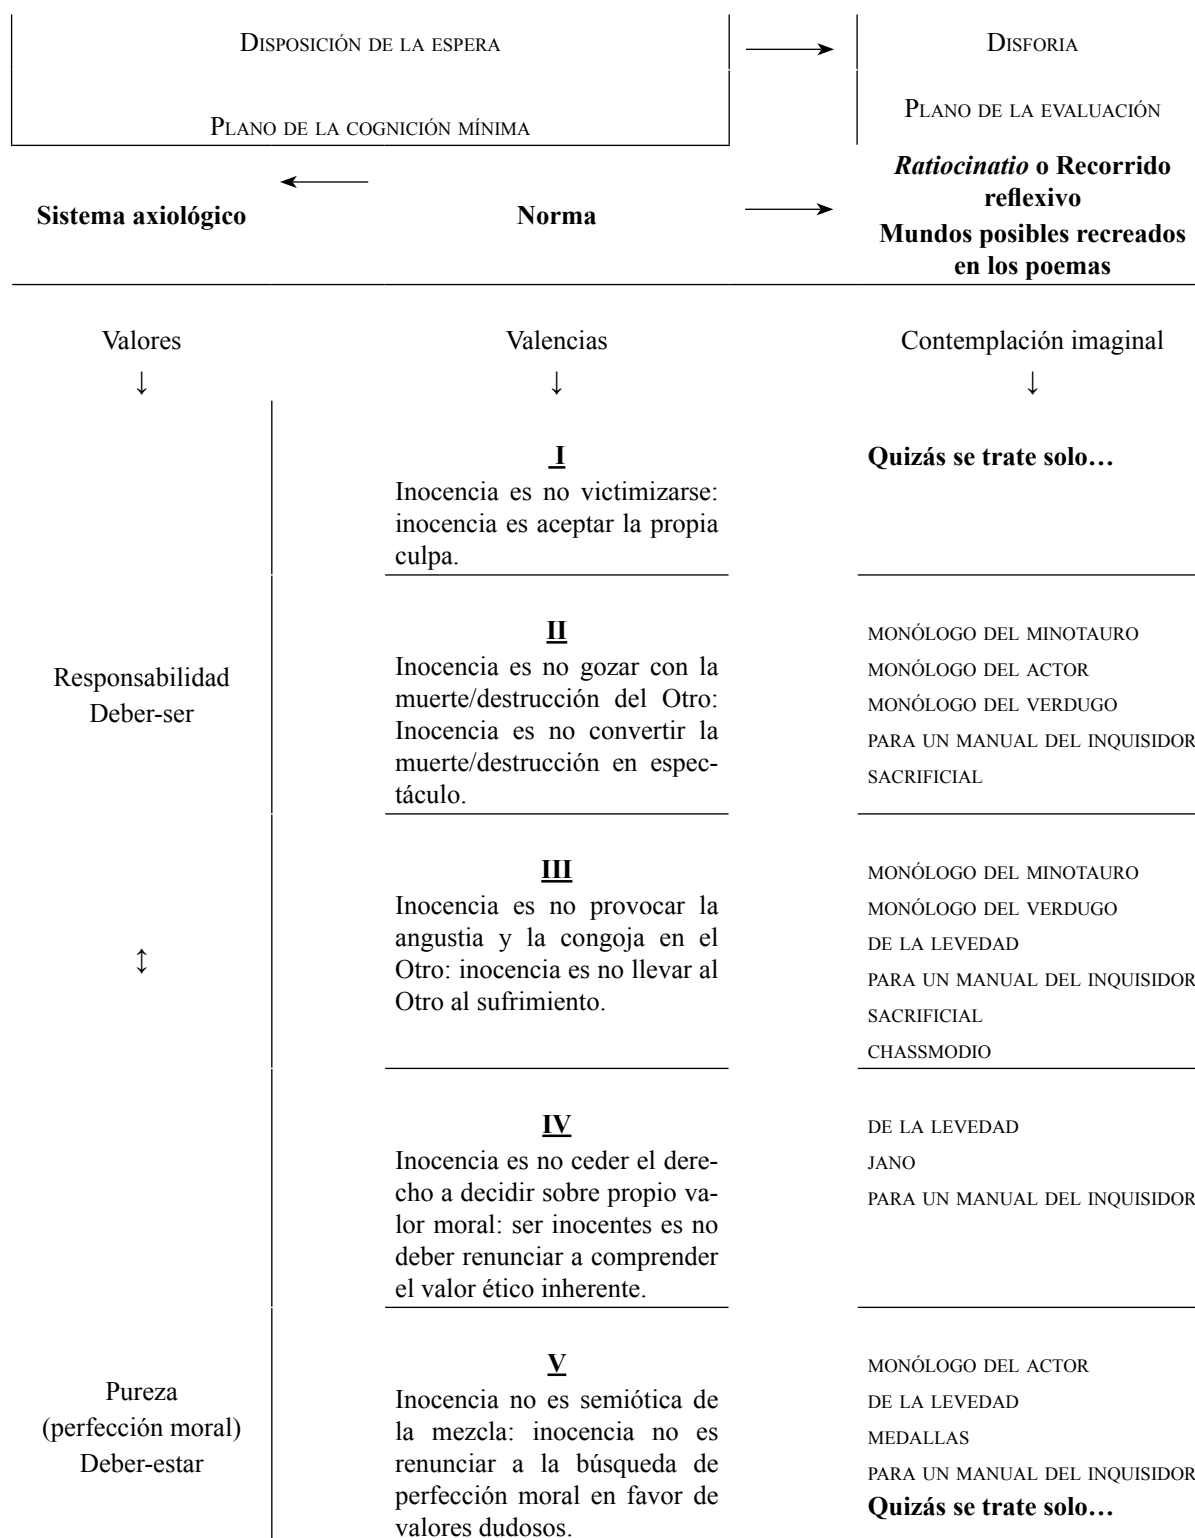 DISPOSICIÓN DE LA ESPERA
DISFORIA
PLANO DE LA COGNICIÓN MÍNIMA
PLANO DE LA EVALUACIÓN
Sistema axiológico
Norma
Ratiocinatio o Recorrido
reflexivo
Mundos posibles recreados
en los poemas
Valores
Valencias
Contemplación imaginal
↓
↓
↓
I
Inocencia es no victimizarse:
inocencia es aceptar la propia
culpa.
Quizás se trate solo…
Responsabilidad
Deber-ser
II
Inocencia es no gozar con la
muerte/destrucción del Otro:
Inocencia es no convertir la
muerte/destrucción en espec-
táculo.
MONÓLOGO DEL MINOTAURO
MONÓLOGO DEL ACTOR
MONÓLOGO DEL VERDUGO
PARA UN MANUAL DEL INQUISIDOR
SACRIFICIAL
↕
III
Inocencia es no provocar la
angustia y la congoja en el
Otro: inocencia es no llevar al
Otro al sufrimiento.
MONÓLOGO DEL MINOTAURO
MONÓLOGO DEL VERDUGO
DE LA LEVEDAD
PARA UN MANUAL DEL INQUISIDOR
SACRIFICIAL
CHASSMODIO
IV
Inocencia es no ceder el dere-
cho a decidir sobre propio va-
lor moral: ser inocentes es no
deber renunciar a comprender
el valor ético inherente.
DE LA LEVEDAD
JANO
PARA UN MANUAL DEL INQUISIDOR
Pureza
(perfección moral)
Deber-estar
V
Inocencia no es semiótica de
la mezcla: inocencia no es
renunciar a la búsqueda de
perfección moral en favor de
valores dudosos.
MONÓLOGO DEL ACTOR
DE LA LEVEDAD
MEDALLAS
PARA UN MANUAL DEL INQUISIDOR
Quizás se trate solo…